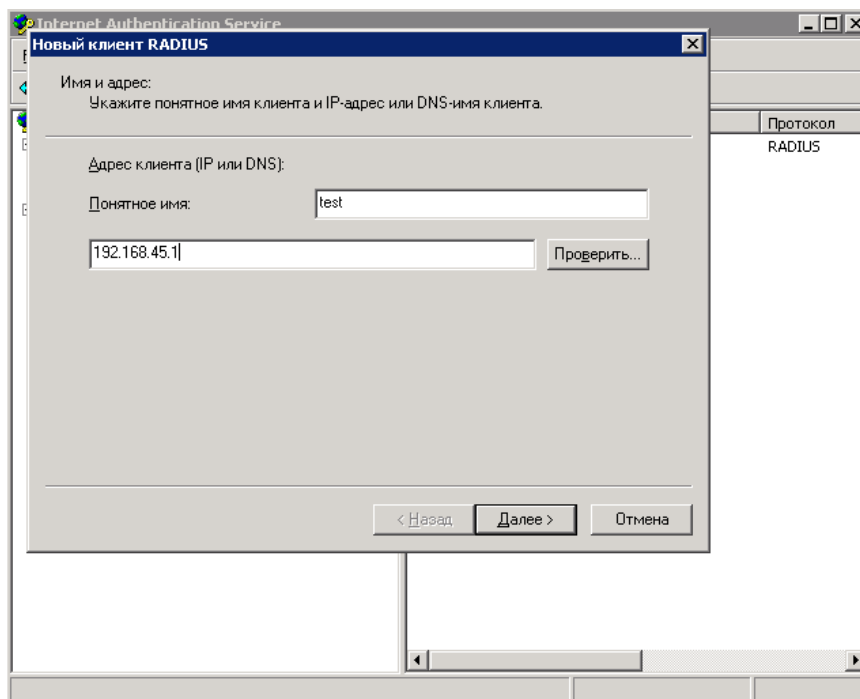 Internet Authentication Service
Новый клиент RADIUS
Имя и адрес:
Укажите понятное имя клиента и IP-адрес или DNS-имя клиента.
Протокол
RADIUS
Адрес клиента (IP или DNS):
Понятное имя:
test
192.168.45.1
Проверить...
< Назад
Далее >
Отмена